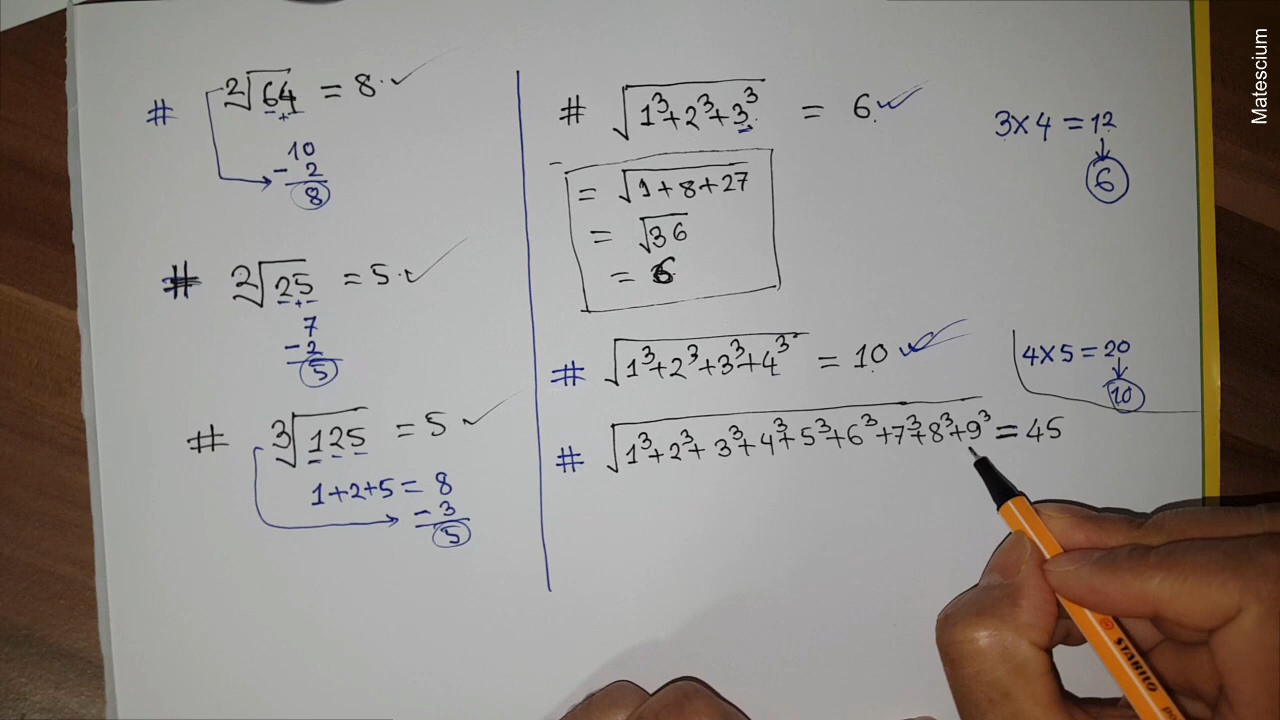 # ²√64 = 8 ✓
10
- 2
8
# ²√25 = 5 ✓
7
- 2
5
# ³√125 = 5 ✓
1+2+5 = 8
- 3
5
# √1³+2³+3³ = 6 ✓
= √1+8+27
= √36
= 6
3×4 = 12
↓
6
# √1³+2³+3³+4³ = 10 ✓
4×5 = 20
↓
10
# √1³+2³+3³+4³+5³+6³+7³+8³+9³ = 45
STABILO
Matescium